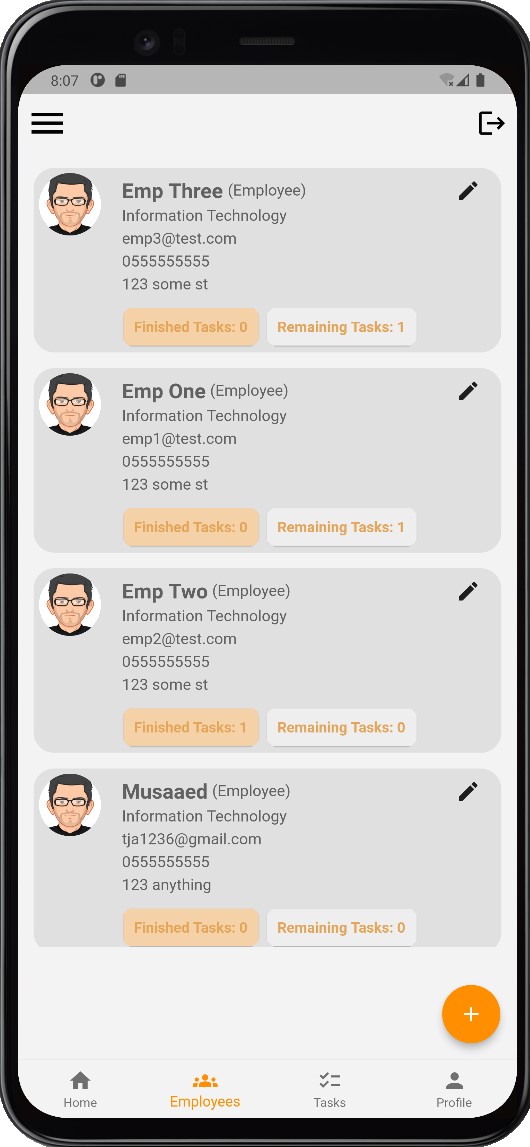 8:07
Emp Three (Employee)
Information Technology
emp3@test.com
0555555555
123 some st
Finished Tasks: 0 Remaining Tasks: 1
Emp One (Employee)
Information Technology
emp1@test.com
0555555555
123 some st
Finished Tasks: 0 Remaining Tasks: 1
Emp Two (Employee)
Information Technology
emp2@test.com
0555555555
123 some st
Finished Tasks: 1 Remaining Tasks: 0
Musaaed (Employee)
Information Technology
tja1236@gmail.com
0555555555
123 anything
Finished Tasks: 0 Remaining Tasks: 0
Home Employees Tasks Profile